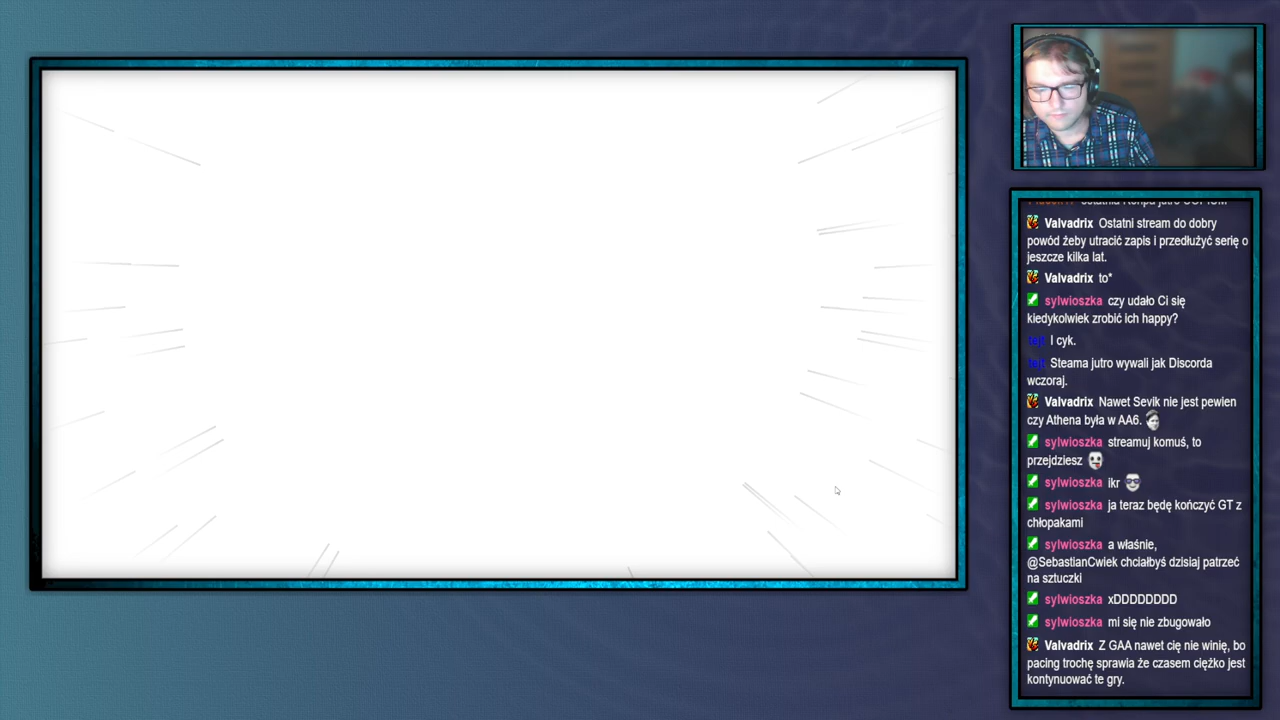 Valvadrix Ostatni stream do dobry
powód żeby utracić zapis i przedłużyć serię o
jeszcze kilka lat.
Valvadrix to*
sylwioszka czy udało Ci się
kiedykolwiek zrobić ich happy?
tejt I cyk.
tejt Steama jutro wywali jak Discorda
wczoraj.
Valvadrix Nawet Sevik nie jest pewien
czy Athena była w AA6.
sylwioszka streamuj komuś, to
przejdziesz
sylwioszka ikr
sylwioszka ja teraz będę kończyć GT z
chłopakami
sylwioszka a właśnie,
@SebastianCwiek chciałbyś dzisiaj patrzeć
na sztuczki
sylwioszka xDDDDDDDD
sylwioszka mi się nie zbugowało
Valvadrix Z GAA nawet cię nie winię, bo
pacing trochę sprawia że czasem ciężko jest
kontynuować te gry.